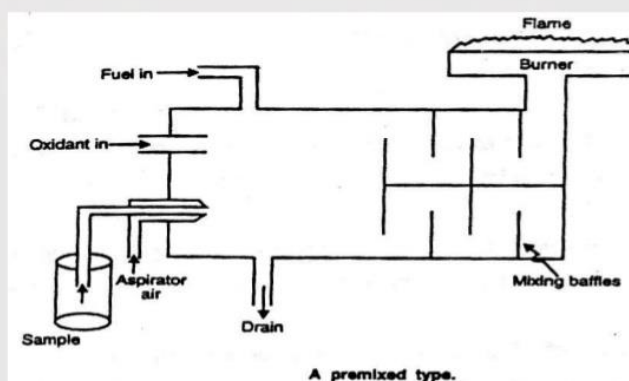 Flame
Burner
Fuel in
Oxidant in
Aspirator
air
Sample
Drain
Mixing baffles
A premixed type.